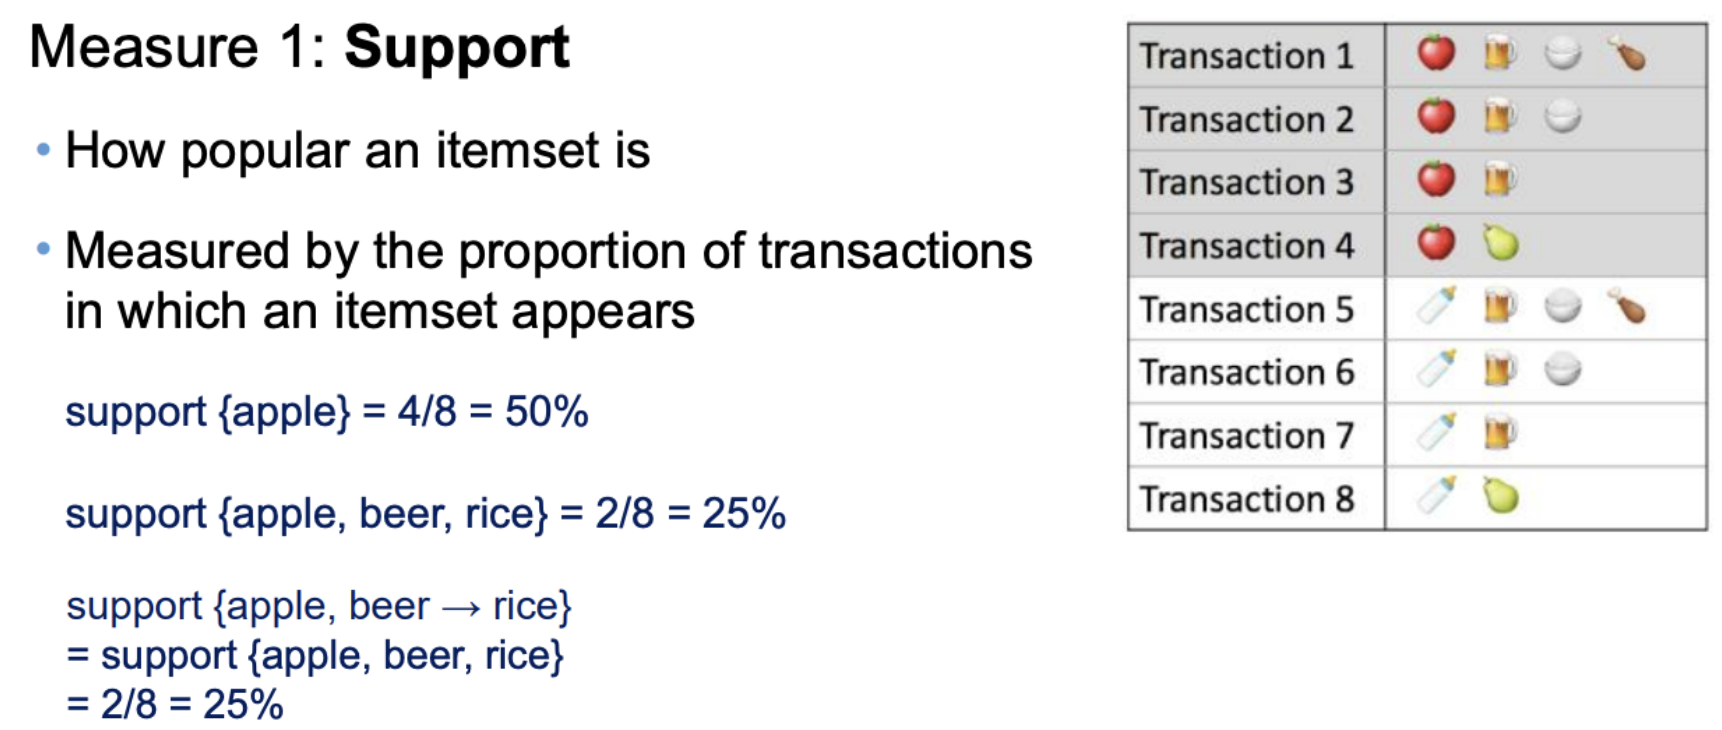 Measure 1: Support
• How popular an itemset is
• Measured by the proportion of transactions
in which an itemset appears
support {apple} = 4/8 = 50%
support {apple, beer, rice} = 2/8 = 25%
support {apple, beer → rice}
= support {apple, beer, rice}
= 2/8 = 25%
Transaction 1
Transaction 2
Transaction 3
Transaction 4
Transaction 5
Transaction 6
Transaction 7
Transaction 8